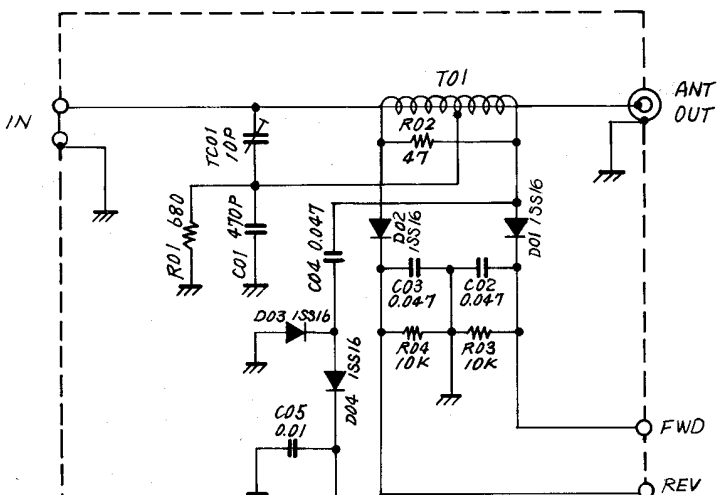 T01
ANT
OUT
IN
TC01
10P
R02
47
R01 680
C01 470P
C04 0.047
D02
1SS16
D01 1SS16
C03
0.047
C02
0.047
D03 1SS16
R04
10K
R03
10K
D04 1SS16
C05
0.01
FWD
REV